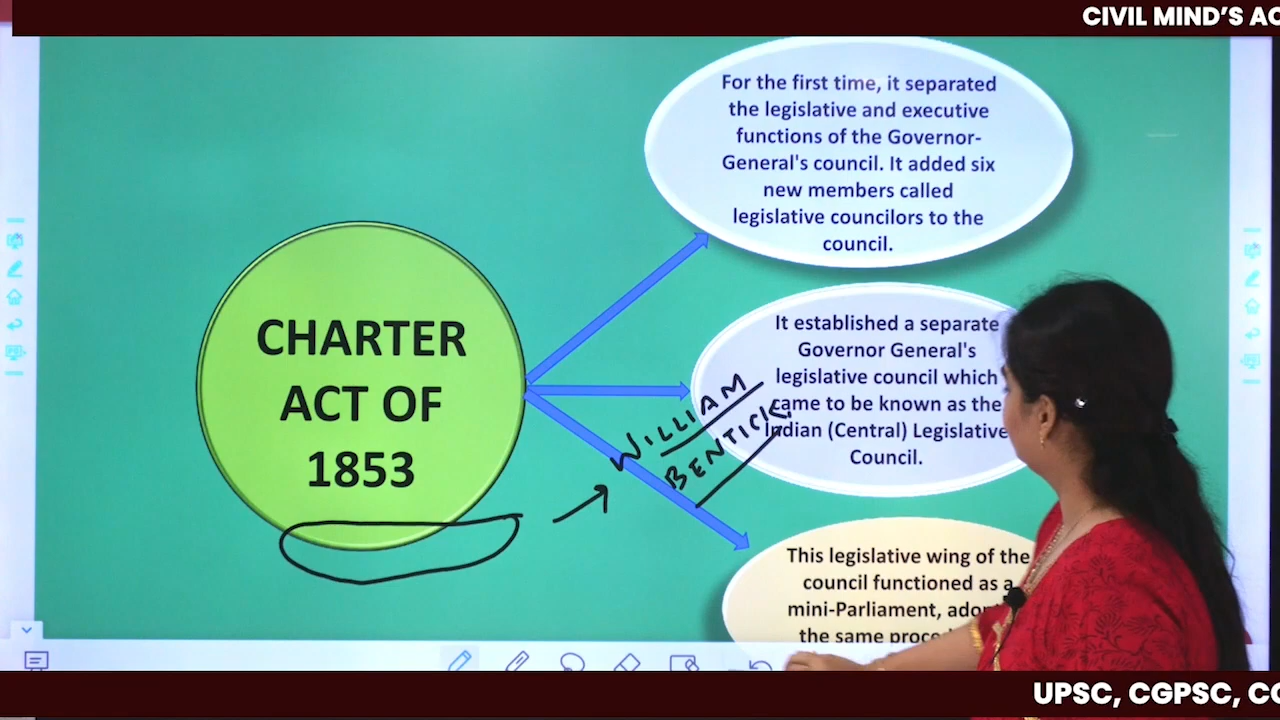 CIVIL MIND'S AC
For the first time, it separated
the legislative and executive
functions of the Governor-
General's council. It added six
new members called
legislative councilors to the
council.
CHARTER
ACT OF
1853
It established a separate
Governor General's
legislative council which
came to be known as the
Indian (Central) Legislative
Council.
WILLIAM
BENTICK
This legislative wing of the
council functioned as a
mini-Parliament,
the same
UPSC, CGPSC, CG